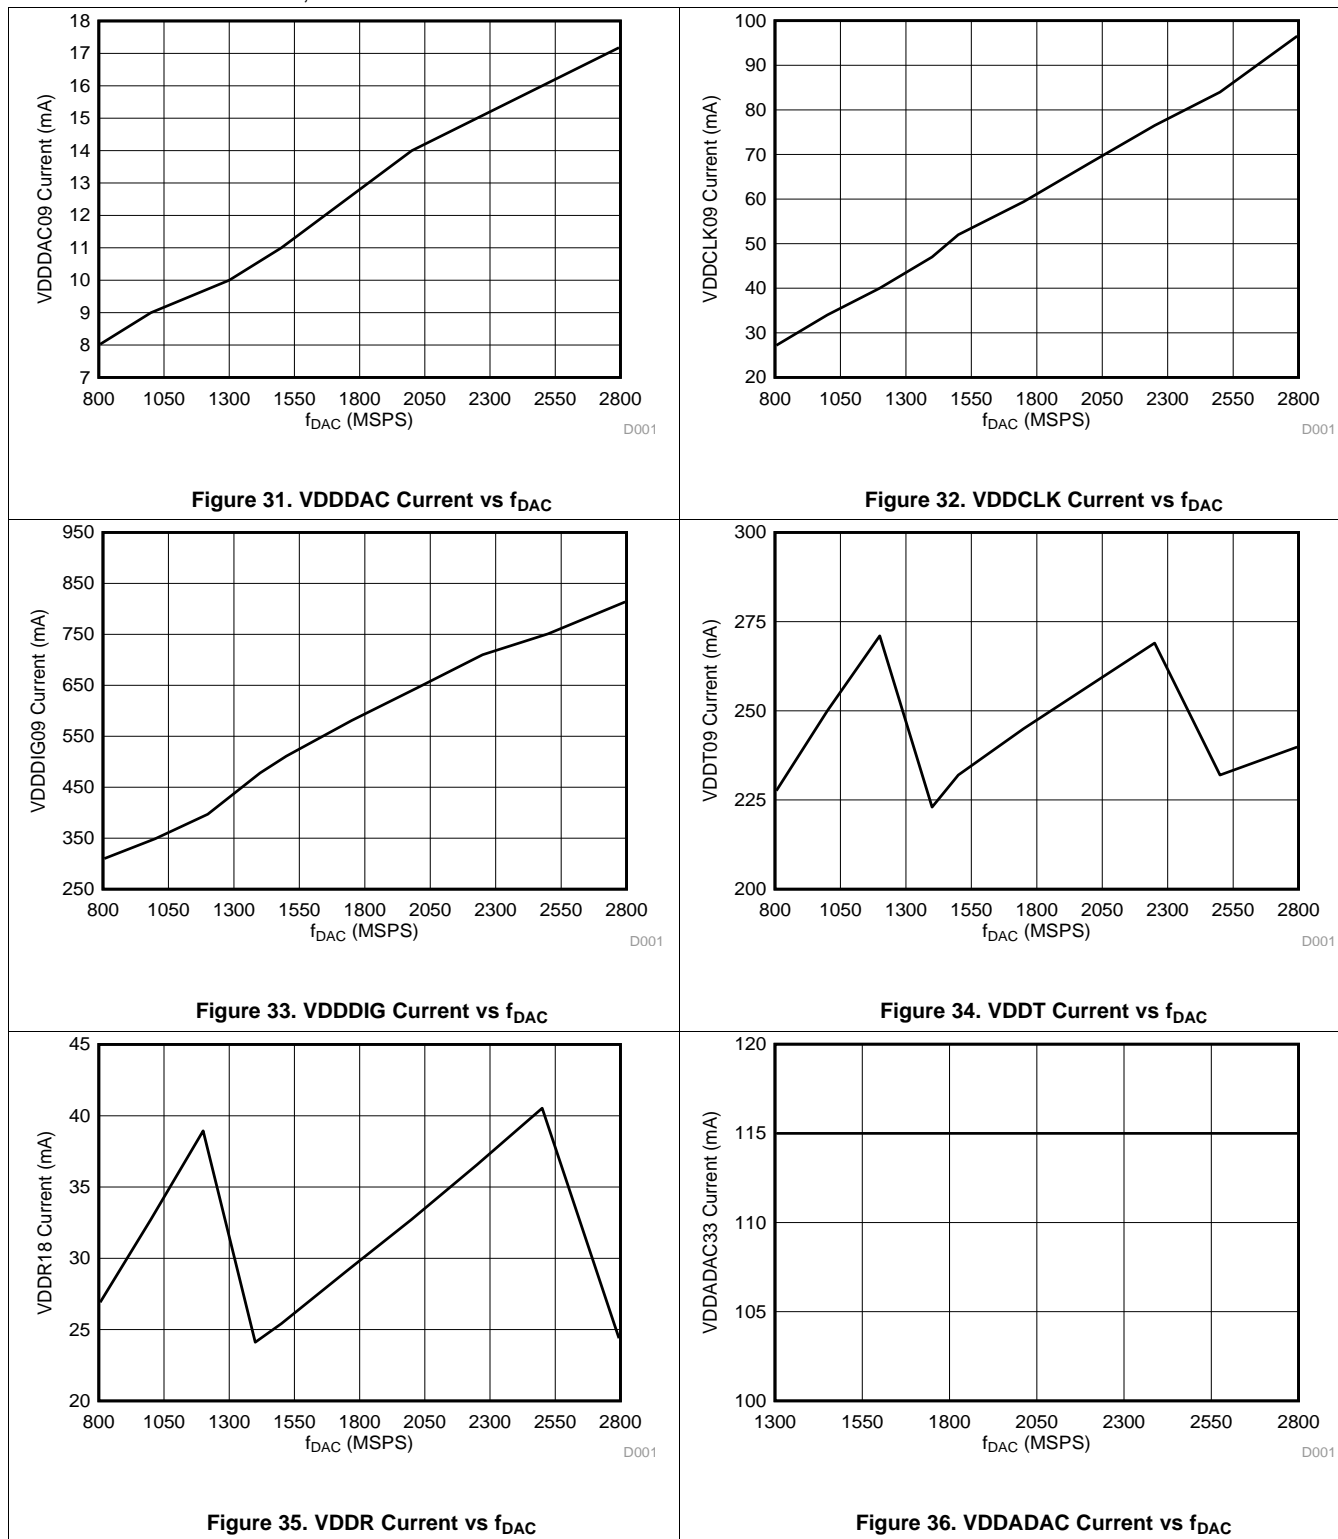 18
17
16
15
14
13
12
11
10
9
8
7
VDDDAC09 Current (mA)
800 1050 1300 1550 1800 2050 2300 2550 2800
fDAC (MSPS)
D001
Figure 31. VDDDAC Current vs fDAC
100
90
80
70
60
50
40
30
20
VDDCLK09 Current (mA)
800 1050 1300 1550 1800 2050 2300 2550 2800
fDAC (MSPS)
D001
Figure 32. VDDCLK Current vs fDAC
950
850
750
650
550
450
350
250
VDDDIG09 Current (mA)
800 1050 1300 1550 1800 2050 2300 2550 2800
fDAC (MSPS)
D001
Figure 33. VDDDIG Current vs fDAC
300
275
250
225
200
VDDT09 Current (mA)
800 1050 1300 1550 1800 2050 2300 2550 2800
fDAC (MSPS)
D001
Figure 34. VDDT Current vs fDAC
45
40
35
30
25
20
VDDR18 Current (mA)
800 1050 1300 1550 1800 2050 2300 2550 2800
fDAC (MSPS)
D001
Figure 35. VDDR Current vs fDAC
120
115
110
105
100
VDDADAC33 Current (mA)
1300 1550 1800 2050 2300 2550 2800
fDAC (MSPS)
D001
Figure 36. VDDADAC Current vs fDAC